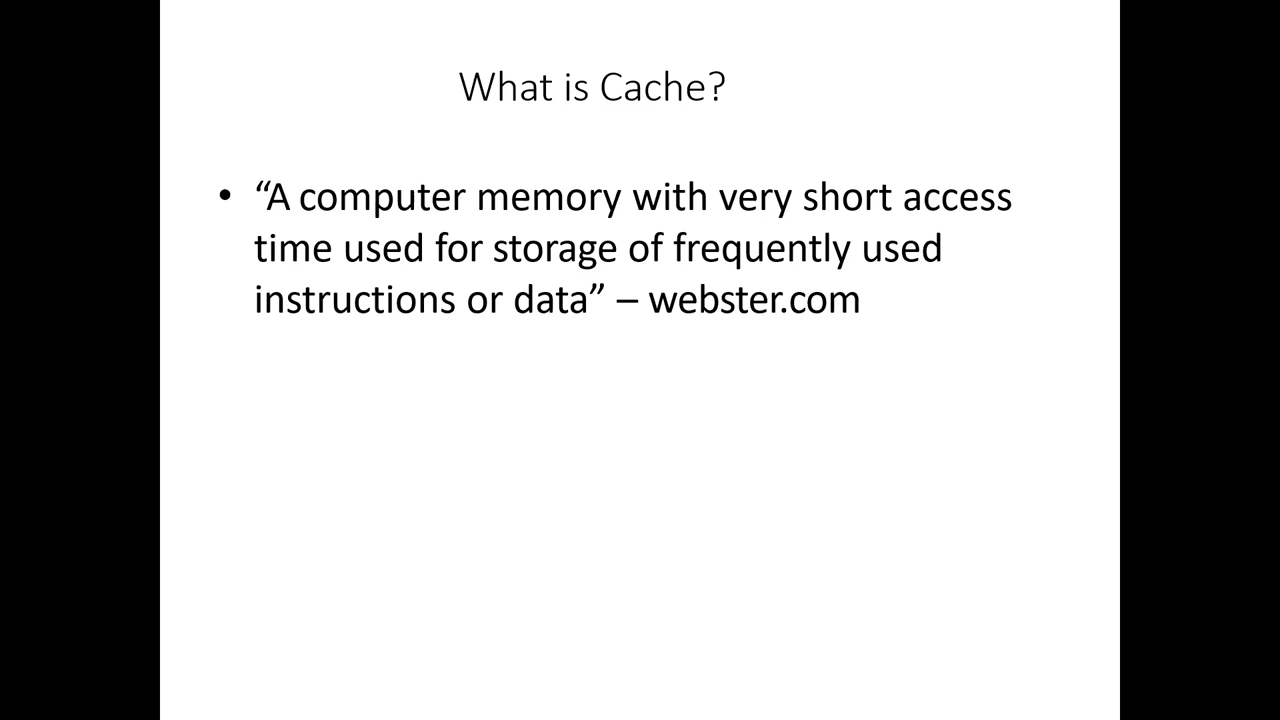 What is Cache?
• “A computer memory with very short access
time used for storage of frequently used
instructions or data” – webster.com